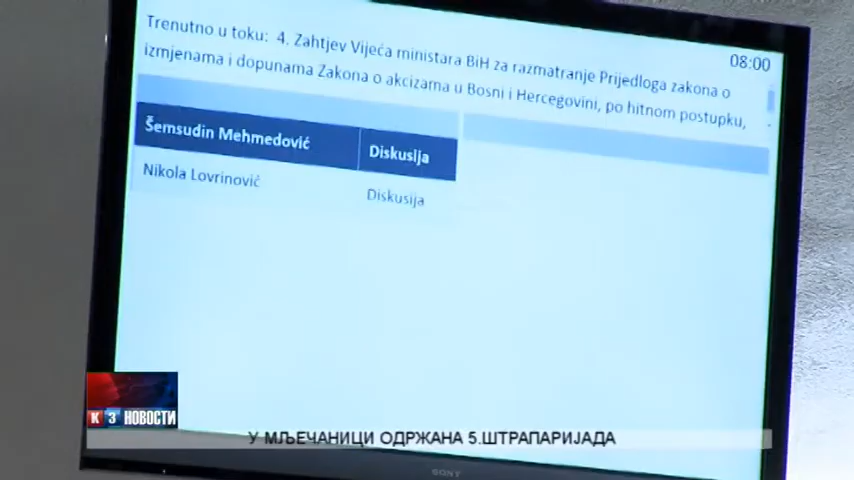 Trenutno u toku: 4. Zahtjev Vijeća ministara BiH za razmatranje Prijedloga zakona o
izmjenama i dopunama Zakona o akcizama u Bosni i Hercegovini, po hitnom postupku,
08:00
Šemsudin Mehmedović Diskusija
Nikola Lovrinović Diskusija
К 3 НОВОСТИ
У МЉЕЧАНИЦИ ОДРЖАНА 5.ШТРАПАРИЈАДА
SONY